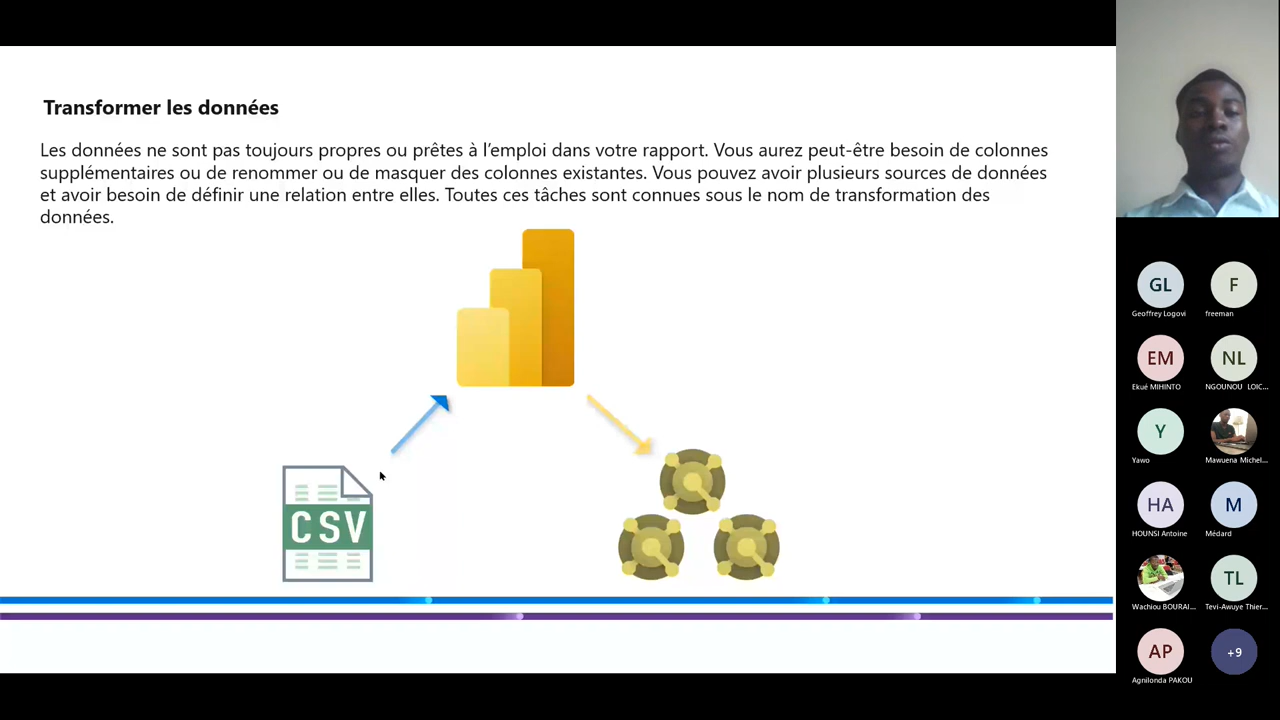 Transformer les données
Les données ne sont pas toujours propres ou prêtes à l’emploi dans votre rapport. Vous aurez peut-être besoin de colonnes
supplémentaires ou de renommer ou de masquer des colonnes existantes. Vous pouvez avoir plusieurs sources de données
et avoir besoin de définir une relation entre elles. Toutes ces tâches sont connues sous le nom de transformation des
données.
CSV
GL
Geoffrey Logovi
F
freeman
EM
Ekué MIHINTO
NL
NGOUNOU LOIC...
Y
Yawo
Mawuena Michel...
HA
HOUNSI Antoine
M
Médard
Wachiou BOURAI...
TL
Tevi-Awuye Thier...
AP
Agnilonda PAKOU
+9